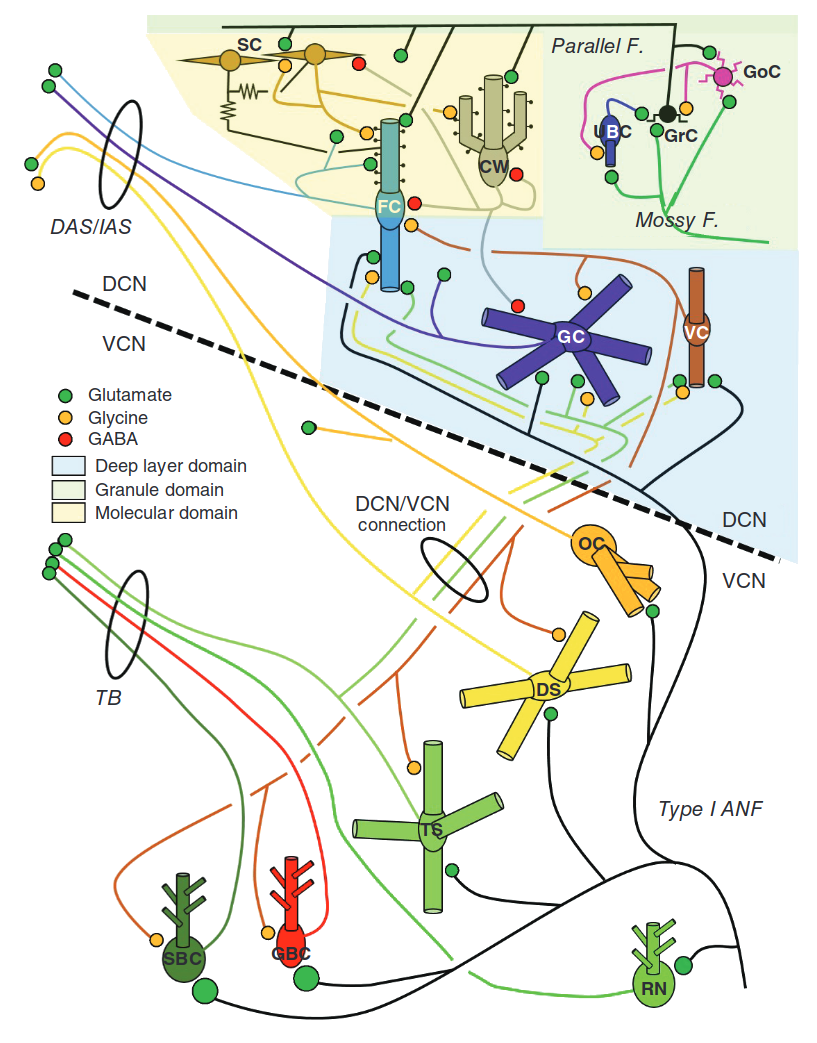 SC
Parallel F.
GoC
UBC
GrC
CW
Mossy F.
FC
DAS/IAS
DCN
VCN
GC
VC
Glutamate
Glycine
GABA
Deep layer domain
Granule domain
Molecular domain
DCN/VCN
connection
DCN
VCN
OC
TB
DS
Type I ANF
TS
SBC
GBC
RN